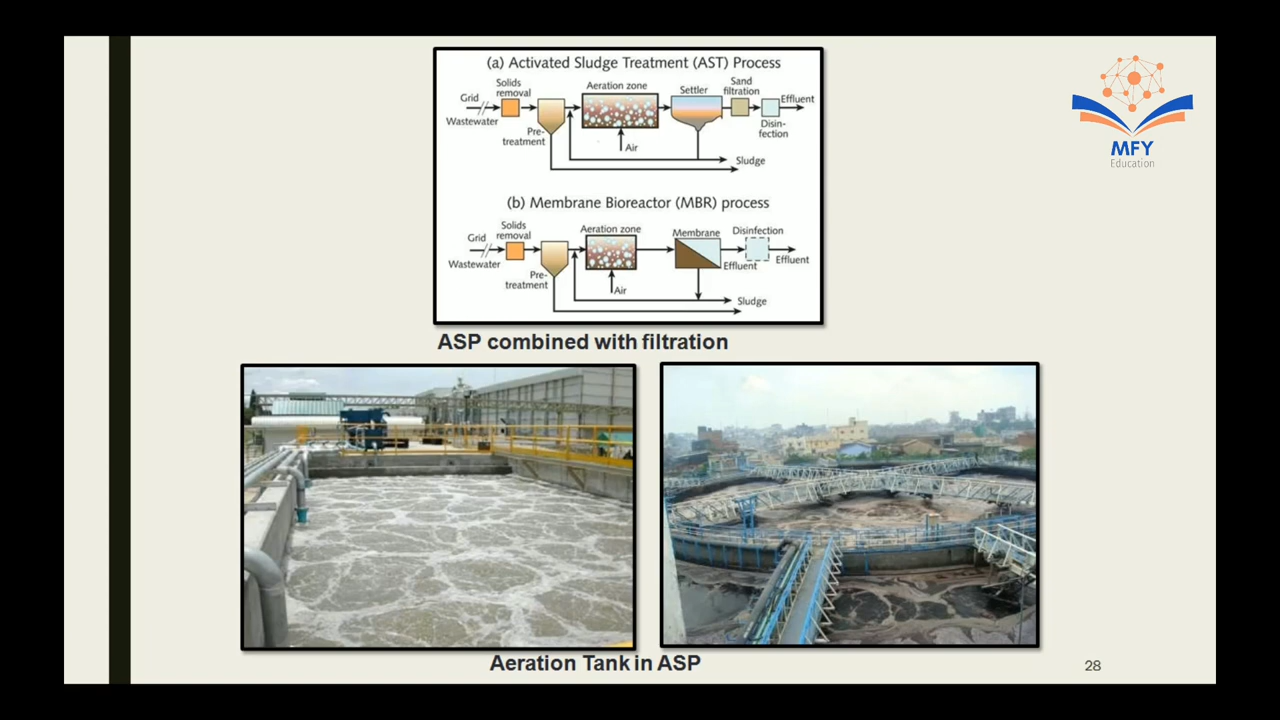 (a) Activated Sludge Treatment (AST) Process
Solids
removal
Aeration zone
Settler
Sand
filtration
Grid
Wastewater
Effluent
Pre-
treatment
Air
Disin-
fection
Sludge
(b) Membrane Bioreactor (MBR) process
Solids
removal
Aeration zone
Membrane
Disinfection
Grid
Wastewater
Effluent
Effluent
Pre-
treatment
Air
Sludge
ASP combined with filtration
MFY
Education
Aeration Tank in ASP
28